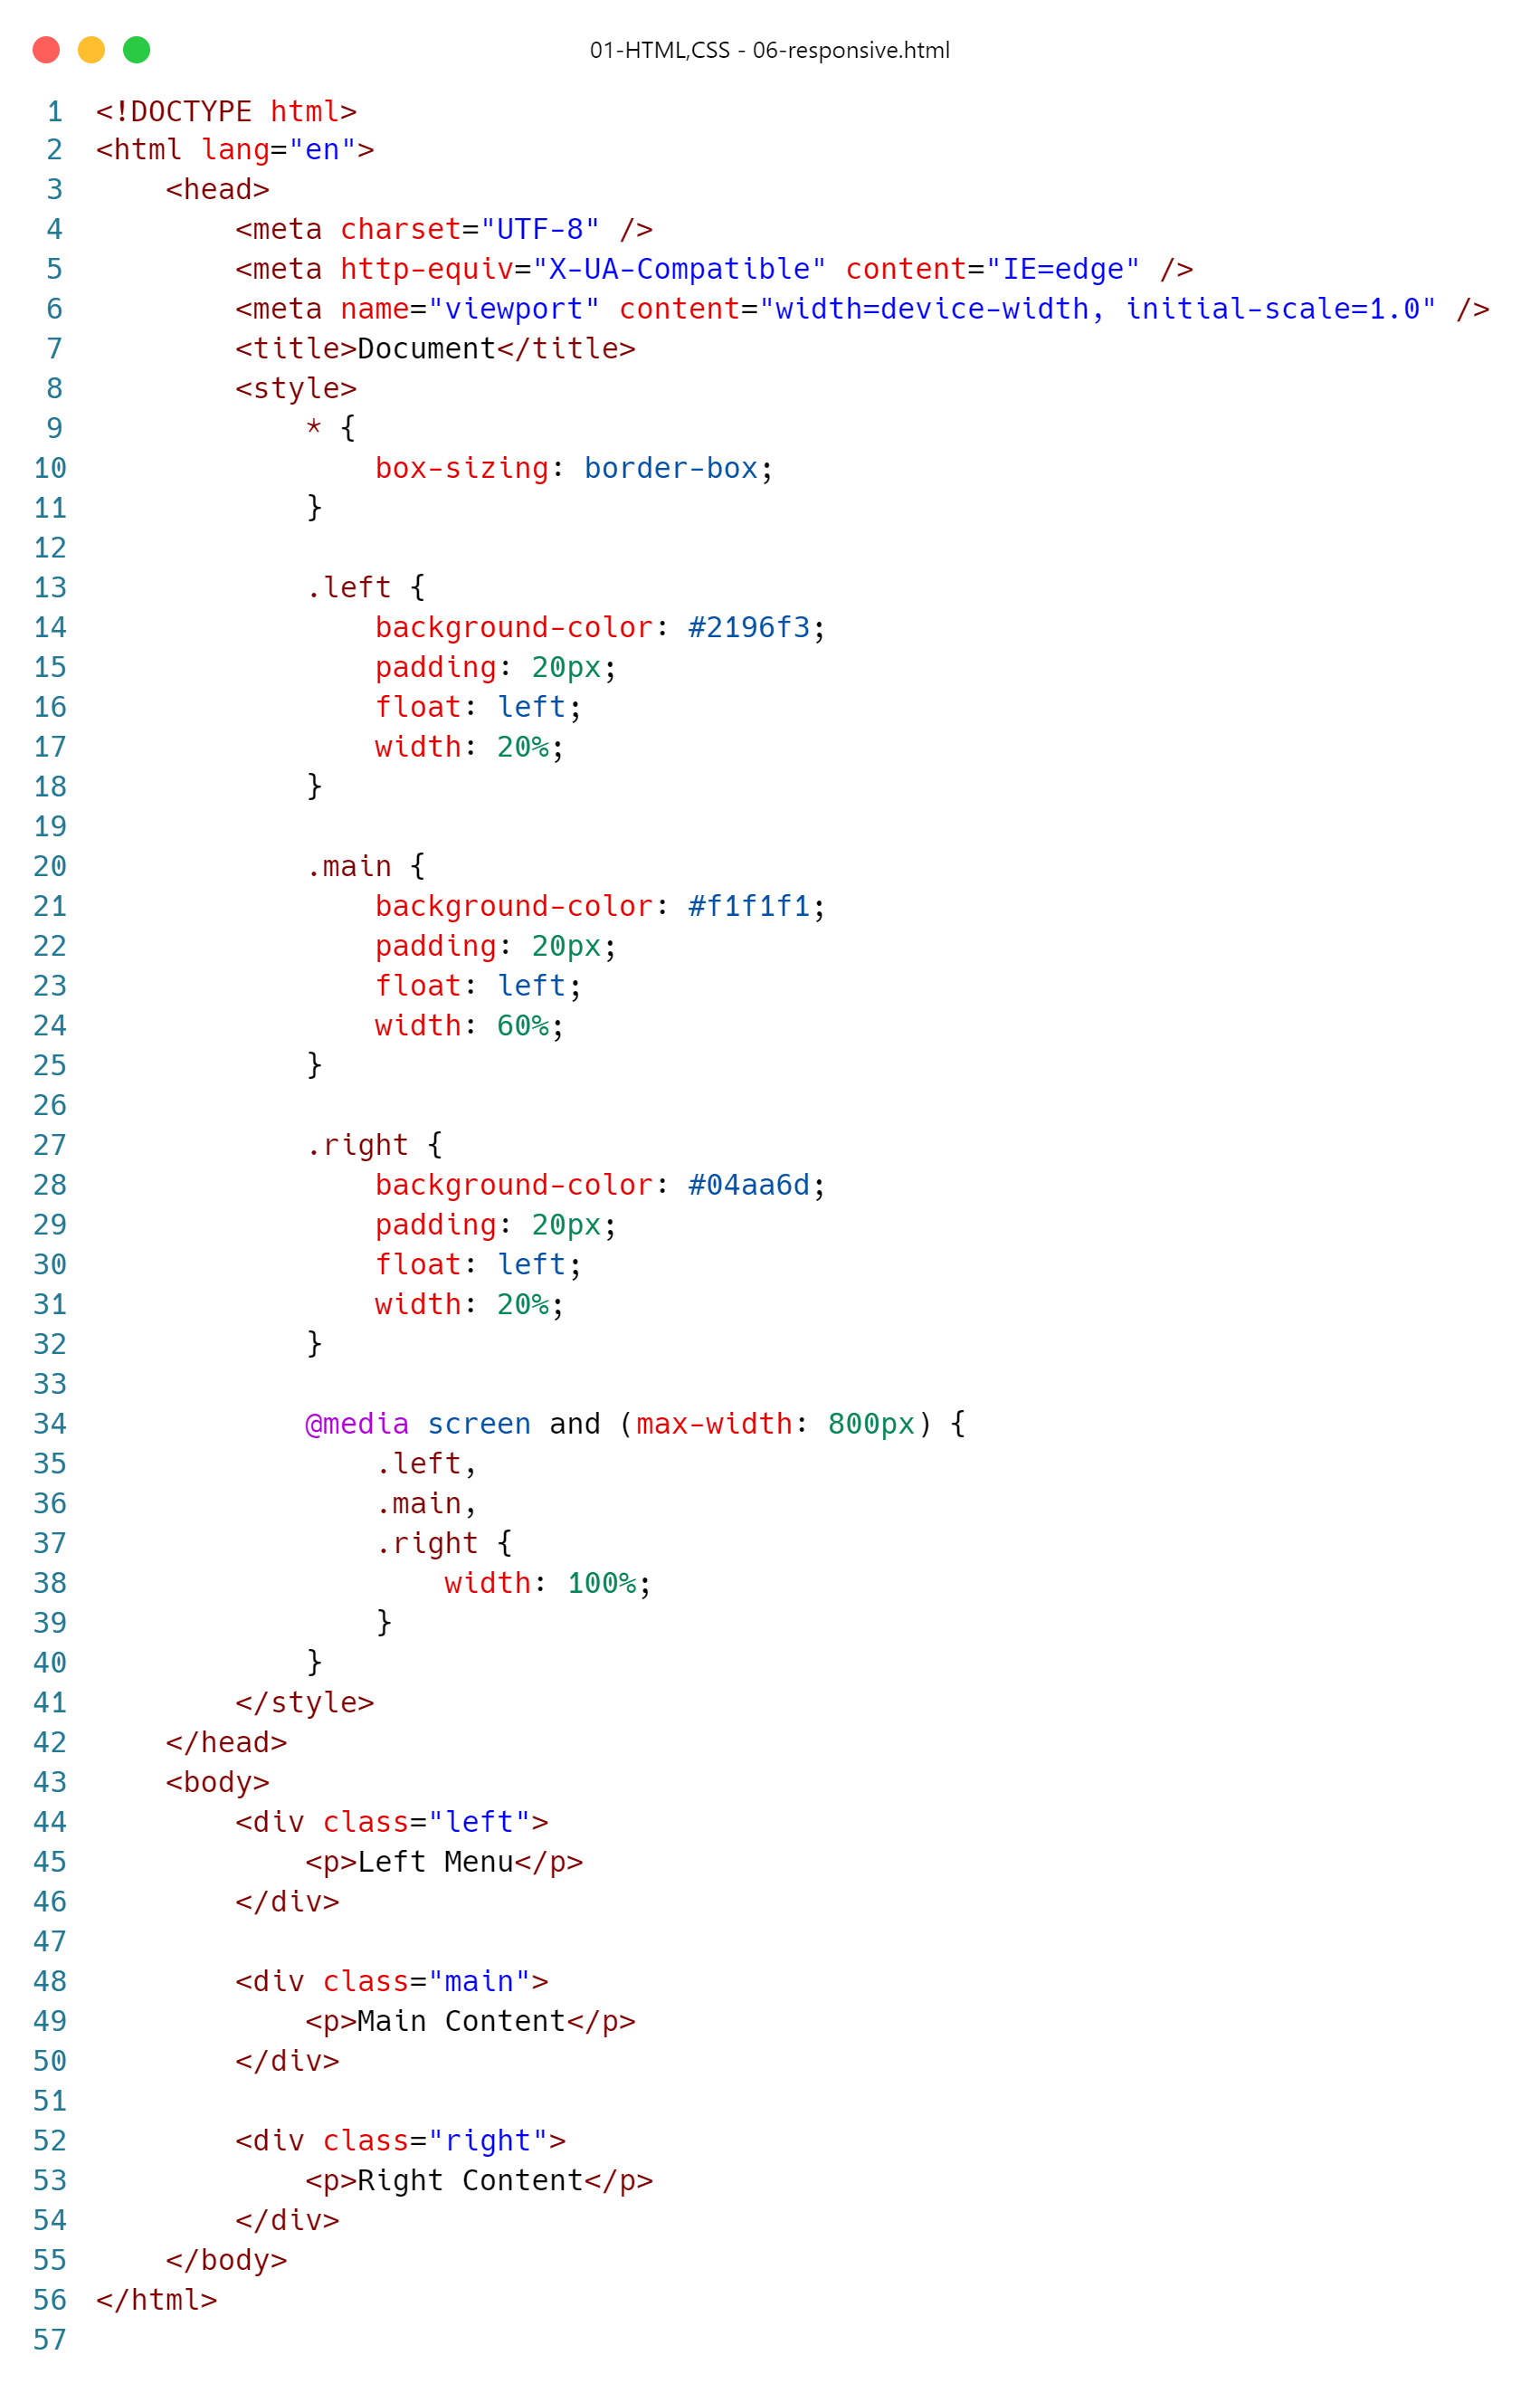 01-HTML,CSS - 06-responsive.html
1 <!DOCTYPE html>
2 <html lang="en">
3     <head>
4         <meta charset="UTF-8" />
5         <meta http-equiv="X-UA-Compatible" content="IE=edge" />
6         <meta name="viewport" content="width=device-width, initial-scale=1.0" />
7         <title>Document</title>
8         <style>
9             * {
10                 box-sizing: border-box;
11             }
12
13             .left {
14                 background-color: #2196f3;
15                 padding: 20px;
16                 float: left;
17                 width: 20%;
18             }
19
20             .main {
21                 background-color: #f1f1f1;
22                 padding: 20px;
23                 float: left;
24                 width: 60%;
25             }
26
27             .right {
28                 background-color: #04aa6d;
29                 padding: 20px;
30                 float: left;
31                 width: 20%;
32             }
33
34             @media screen and (max-width: 800px) {
35                 .left,
36                 .main,
37                 .right {
38                     width: 100%;
39                 }
40             }
41         </style>
42     </head>
43     <body>
44         <div class="left">
45             <p>Left Menu</p>
46         </div>
47
48         <div class="main">
49             <p>Main Content</p>
50         </div>
51
52         <div class="right">
53             <p>Right Content</p>
54         </div>
55     </body>
56 </html>
57